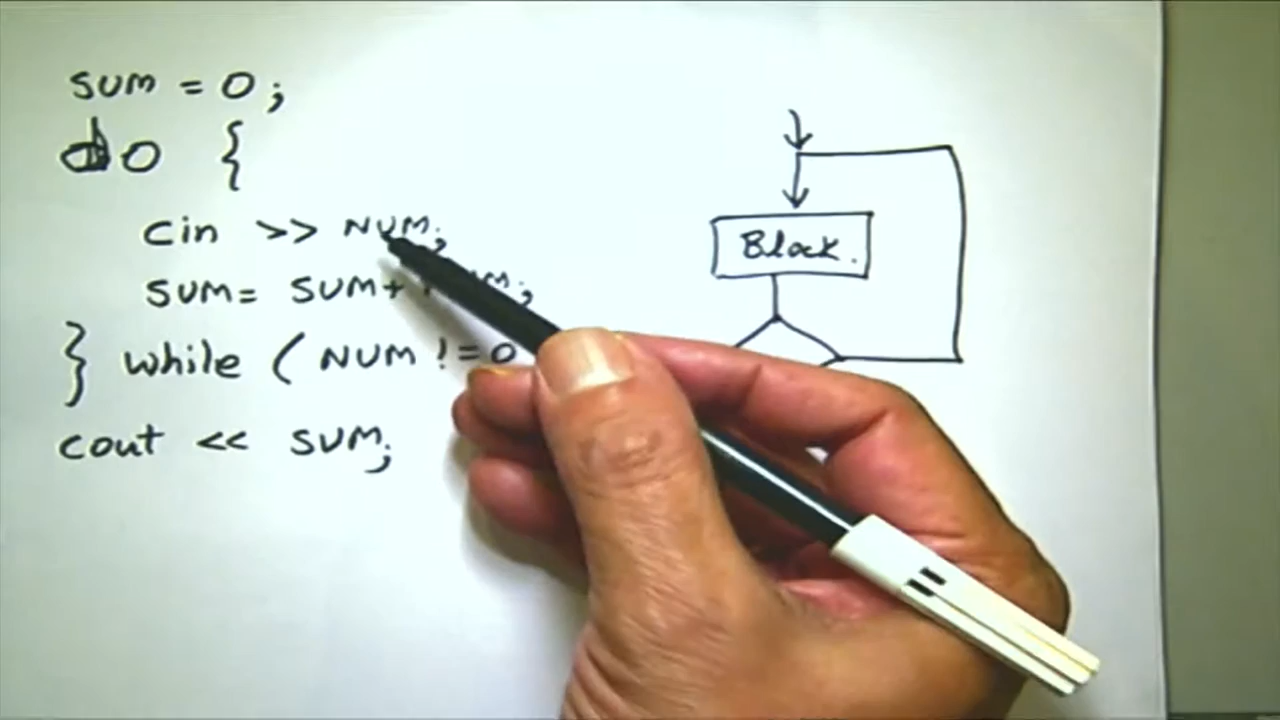 sum = 0;
do {
cin >> NUM;
sum= sum+
} while ( NUM != 0
cout << sum;
Block.